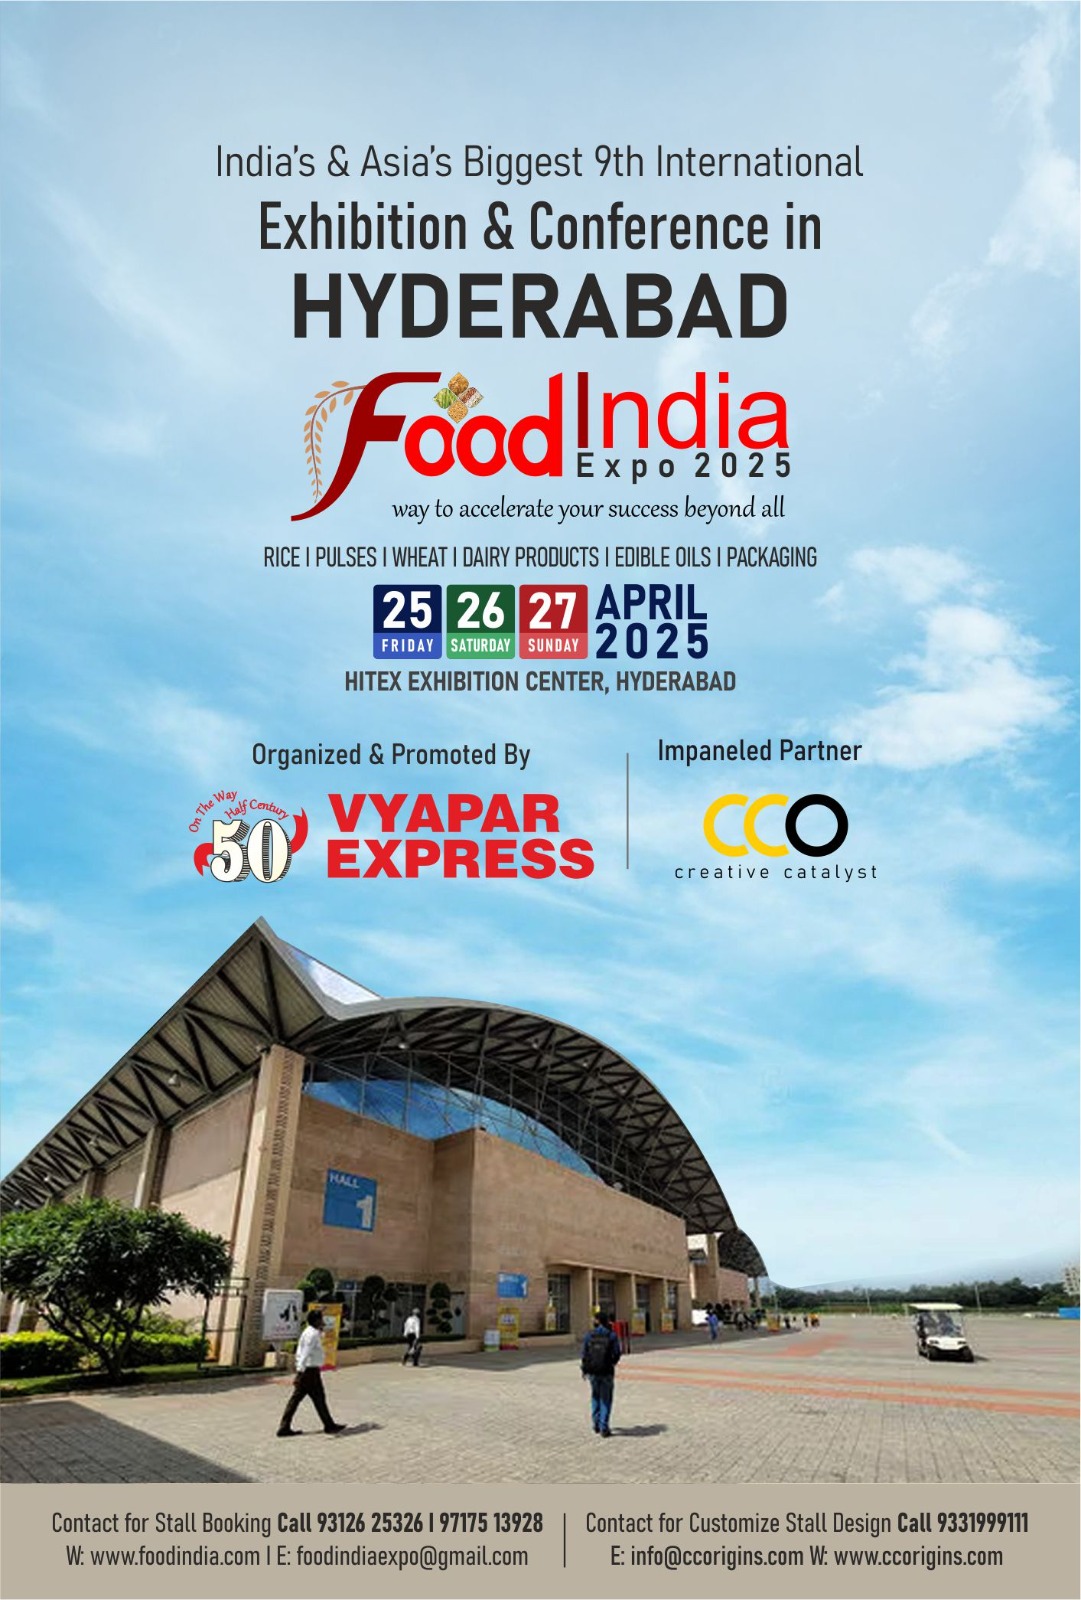 India's & Asia's Biggest 9th International
Exhibition & Conference in
HYDERABAD
FoodIndia
Expo 2025
way to accelerate your success beyond all
RICE I PULSES I WHEAT I DAIRY PRODUCTS I EDIBLE OILS I PACKAGING
25 26 27 APRIL
FRIDAY SATURDAY SUNDAY 2025
HITEX EXHIBITION CENTER, HYDERABAD
Organized & Promoted By
On The Way
Half Century
50
VYAPAR
EXPRESS
Impaneled Partner
CCO
creative catalyst
HALL
1
Contact for Stall Booking Call 93126 25326 I 97175 13928
W: www.foodindia.com I E: foodindiaexpo@gmail.com
Contact for Customize Stall Design Call 9331999111
E: info@ccorigins.com W: www.ccorigins.com